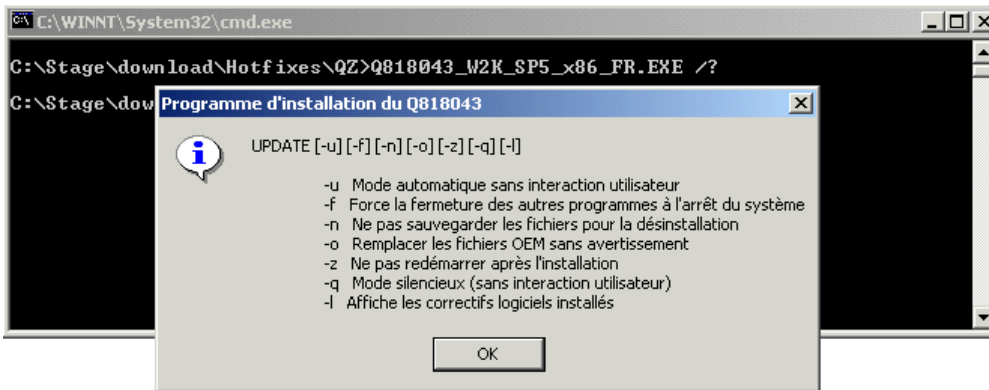 C:\WINNT\System32\cmd.exe
C:\Stage\download\Hotfixes\QZ>Q818043_W2K_SP5_x86_FR.EXE /?
C:\Stage\dow
Programme d'installation du Q818043
UPDATE [-u] [-f] [-n] [-o] [-z] [-q] [-l]
-u Mode automatique sans interaction utilisateur
-f Force la fermeture des autres programmes à l'arrêt du système
-n Ne pas sauvegarder les fichiers pour la désinstallation
-o Remplacer les fichiers OEM sans avertissement
-z Ne pas redémarrer après l'installation
-q Mode silencieux (sans interaction utilisateur)
-l Affiche les correctifs logiciels installés
OK